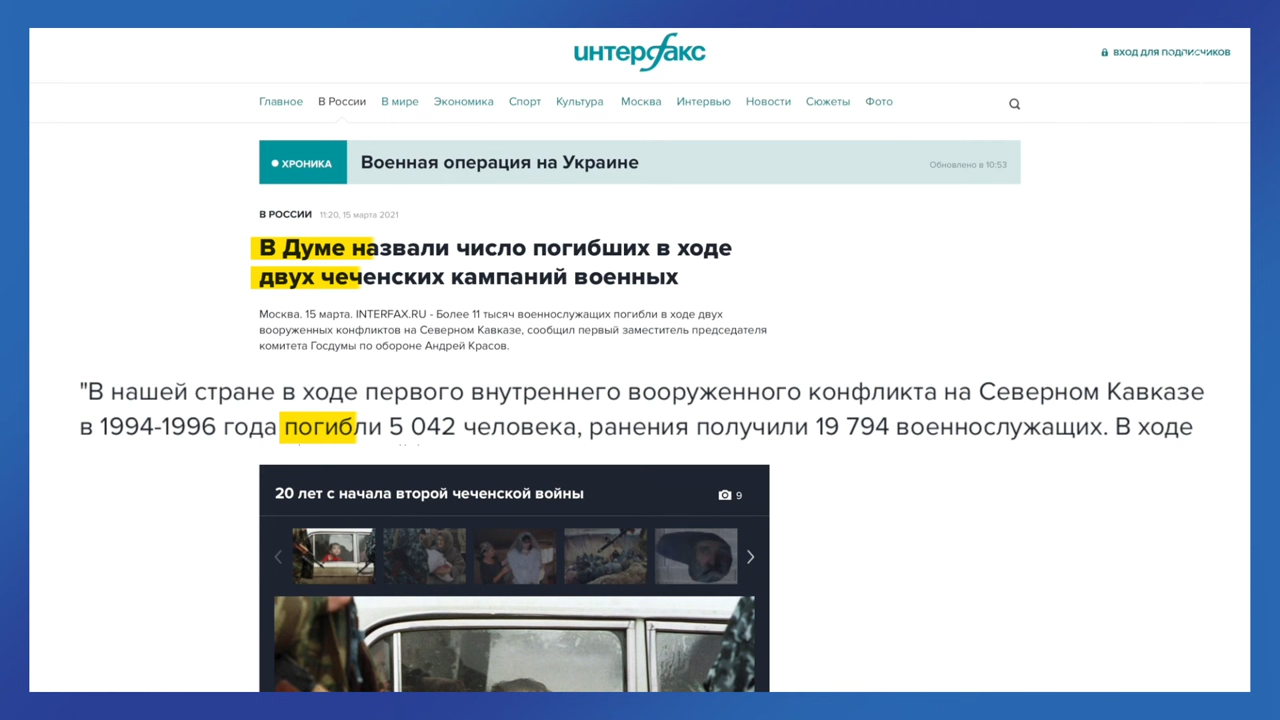 интерфакс
ВХОД ДЛЯ ПОДПИСЧИКОВ
Главное В России В мире Экономика Спорт Культура Москва Интервью Новости Сюжеты Фото
ХРОНИКА Военная операция на Украине Обновлено в 10:53
В РОССИИ 11:20, 15 марта 2021
В Думе назвали число погибших в ходе
двух чеченских кампаний военных
Москва. 15 марта. INTERFAX.RU - Более 11 тысяч военнослужащих погибли в ходе двух
вооруженных конфликтов на Северном Кавказе, сообщил первый заместитель председателя
комитета Госдумы по обороне Андрей Красов.
"В нашей стране в ходе первого внутреннего вооруженного конфликта на Северном Кавказе
в 1994-1996 года погибли 5 042 человека, ранения получили 19 794 военнослужащих. В ходе
20 лет с начала второй чеченской войны 9